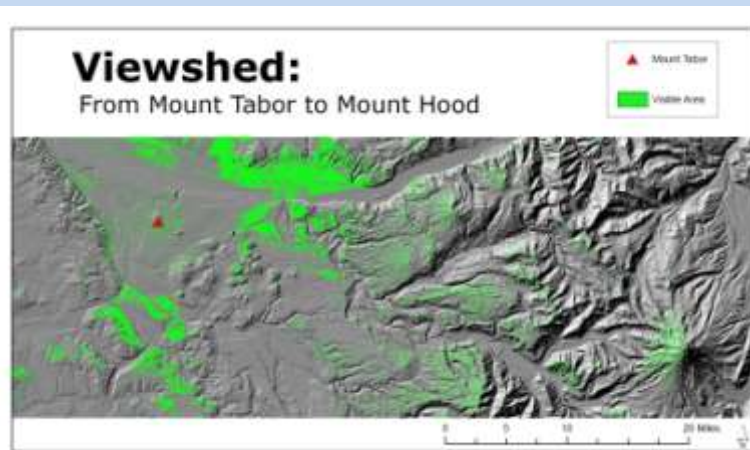 Viewshed:
From Mount Tabor to Mount Hood
Mount Tabor
Visible Area
0 5 10 20 Miles